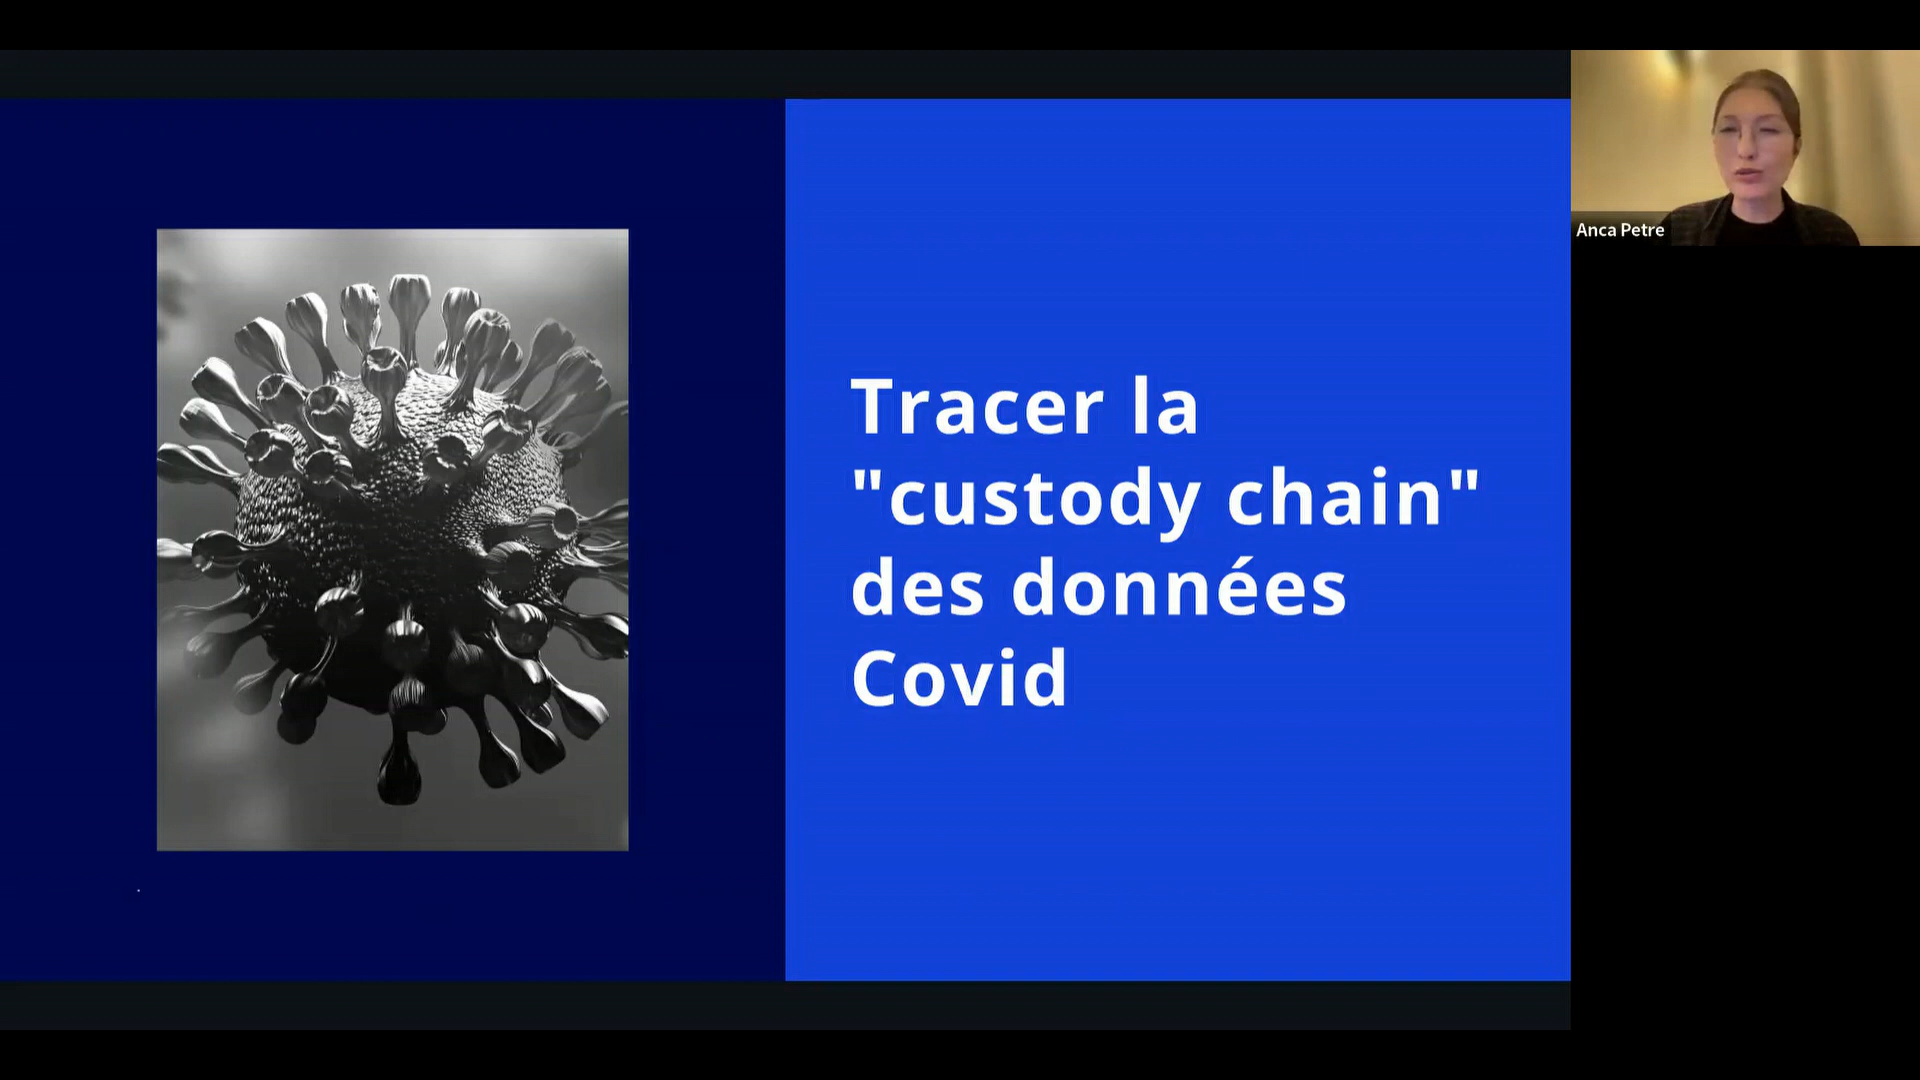 Tracer la
"custody chain"
des données
Covid
Anca Petre